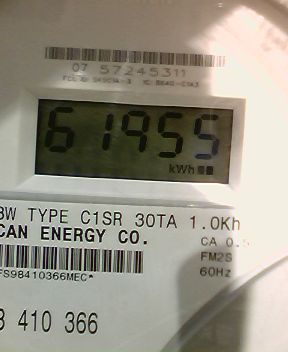 07 57245311
61955
kWh
3W TYPE C1SR 30TA 1.0Kh
CAN ENERGY CO.
CA 0.5
FM2S
60Hz
FS98410366MEC*
410 366